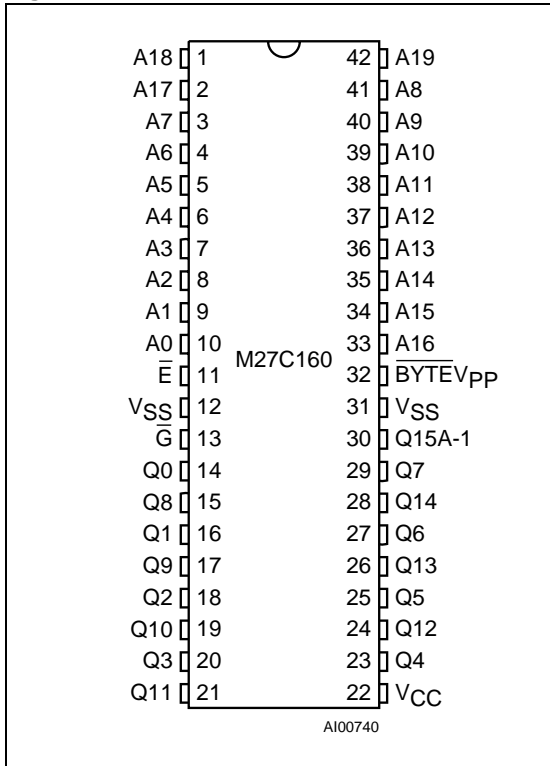 A18 1 42 A19
A17 2 41 A8
A7 3 40 A9
A6 4 39 A10
A5 5 38 A11
A4 6 37 A12
A3 7 36 A13
A2 8 35 A14
A1 9 34 A15
A0 10 33 A16
M27C160
E̅ 11 32 B̅Y̅T̅E̅VPP
VSS 12 31 VSS
G̅ 13 30 Q15A-1
Q0 14 29 Q7
Q8 15 28 Q14
Q1 16 27 Q6
Q9 17 26 Q13
Q2 18 25 Q5
Q10 19 24 Q12
Q3 20 23 Q4
Q11 21 22 VCC
AI00740